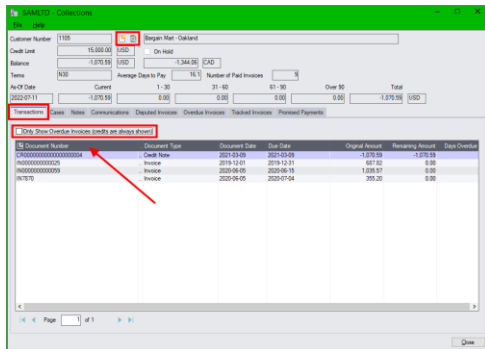 SAMLTD - Collections
File Help
Customer Number 1105 Bargain Mart - Oakland
Credit Limit 15,000.00 USD On Hold
Balance -1,070.59 USD -1,344.06 CAD
Terms N30 Average Days to Pay 16.1 Number of Paid Invoices 9
As-Of Date Current 1 - 30 31 - 60 61 - 90 Over 90 Total
2022-07-11 -1,070.59 0.00 0.00 0.00 0.00 -1,070.59 USD
Transactions Cases Notes Communications Disputed Invoices Overdue Invoices Tracked Invoices Promised Payments
Only Show Overdue Invoices (credits are always shown)
Document Number Document Type Document Date Due Date Original Amount Remaining Amount Days Overdue
Credit Note 2021-03-09 2021-03-09 -1,070.59 -1,070.59
IN0000000000025 Invoice 2019-12-01 2019-12-31 687.82 0.00
IN0000000000059 Invoice 2020-06-05 2020-06-15 1,035.57 0.00
IN7870 Invoice 2020-06-05 2020-07-04 355.20 0.00
Page 1 of 1
Close